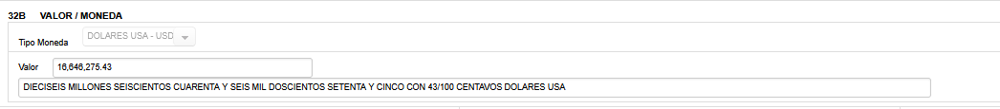 32B VALOR / MONEDA
Tipo Moneda DOLARES USA - USD
Valor 16,646,275.43
DIECISEIS MILLONES SEISCIENTOS CUARENTA Y SEIS MIL DOSCIENTOS SETENTA Y CINCO CON 43/100 CENTAVOS DOLARES USA